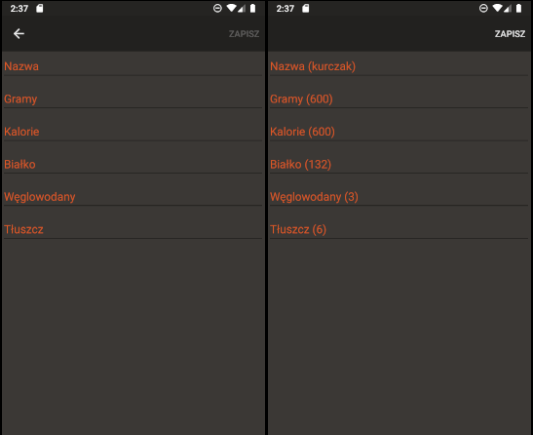 2:37
ZAPISZ
Nazwa
Gramy
Kalorie
Białko
Węglowodany
Tłuszcz
2:37
ZAPISZ
Nazwa (kurczak)
Gramy (600)
Kalorie (600)
Białko (132)
Węglowodany (3)
Tłuszcz (6)